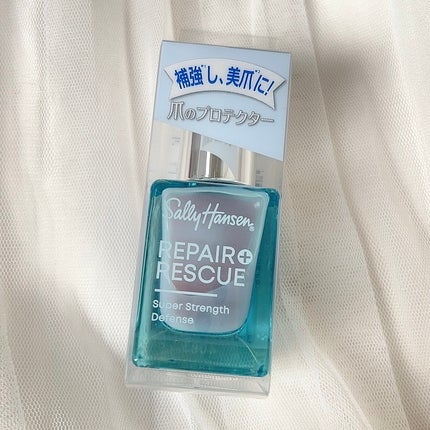 補強し、美爪に!
爪のプロテクター
Sally Hansen®
REPAIR+
RESCUE
Super Strength
Defense